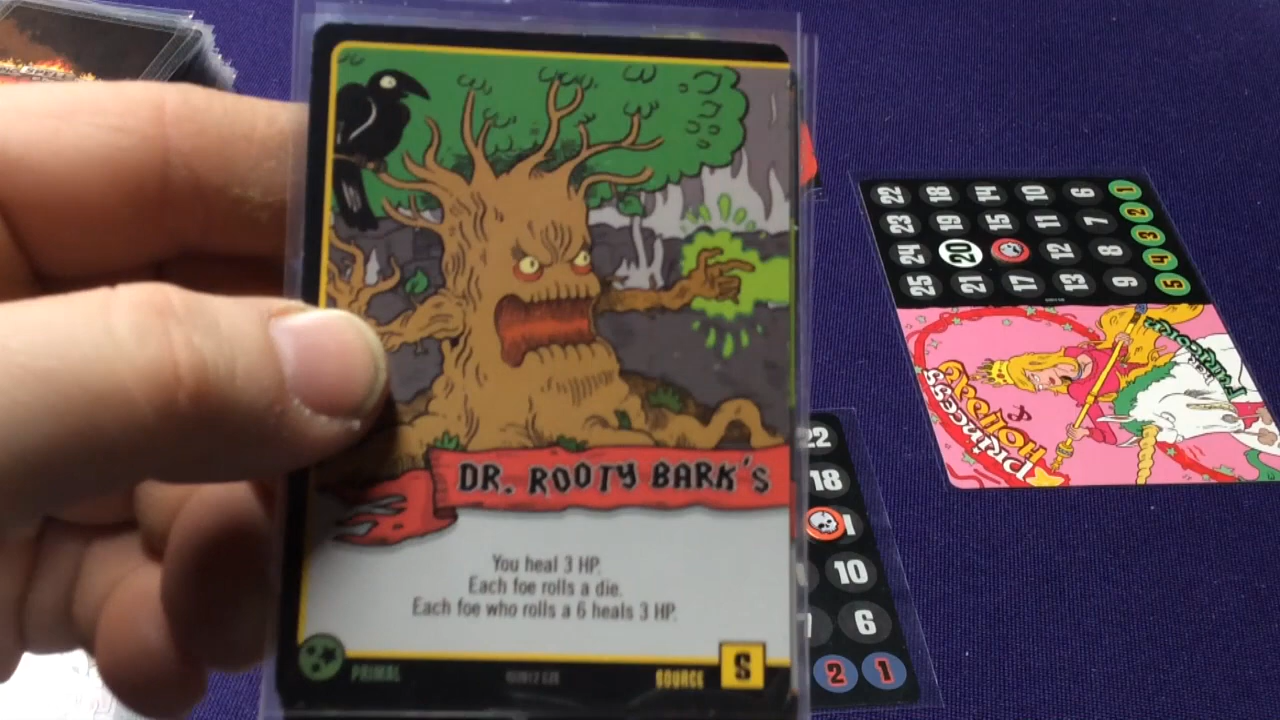 DR. ROOTY BARK'S
You heal 3 HP.
Each foe rolls a die.
Each foe who rolls a 6 heals 3 HP.
PRIMAL
SOURCE
S
22 18 14 10 6 1
23 19 15 11 7 2
24 20 12 8 3
25 21 17 13 9 4
5
Princess
&
HOLIDAY
22
18
1
10
6
2 1